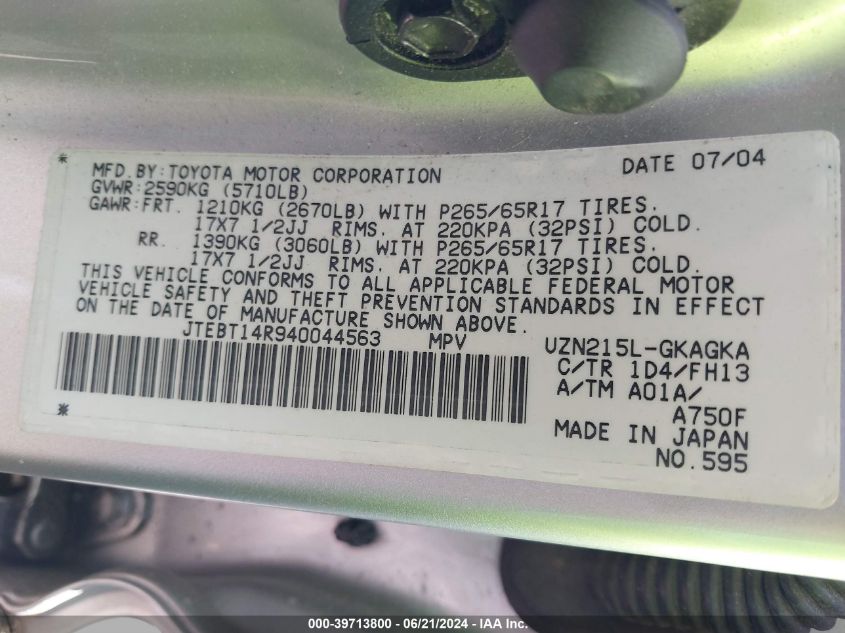 MFD. BY: TOYOTA MOTOR CORPORATION DATE 07/04
GVWR: 2590KG (5710LB)
GAWR: FRT. 1210KG (2670LB) WITH P265/65R17 TIRES.
17X7 1/2JJ RIMS. AT 220KPA (32PSI) COLD.
RR. 1390KG (3060LB) WITH P265/65R17 TIRES.
17X7 1/2JJ RIMS. AT 220KPA (32PSI) COLD.
THIS VEHICLE CONFORMS TO ALL APPLICABLE FEDERAL MOTOR
VEHICLE SAFETY AND THEFT PREVENTION STANDARDS IN EFFECT
ON THE DATE OF MANUFACTURE SHOWN ABOVE.
JTEBT14R940044563 MPV UZN215L-GKAGKA
C/TR 1D4/FH13
A/TM A01A/
A750F
MADE IN JAPAN
NO.595
000-39713800 / 06/21/2024 - IAA Inc.